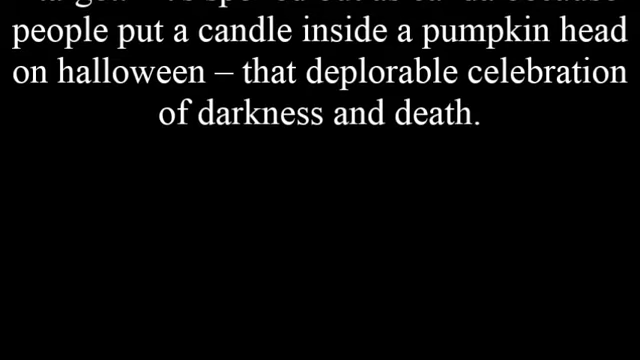 people put a candle inside a pumpkin head
on halloween – that deplorable celebration
of darkness and death.